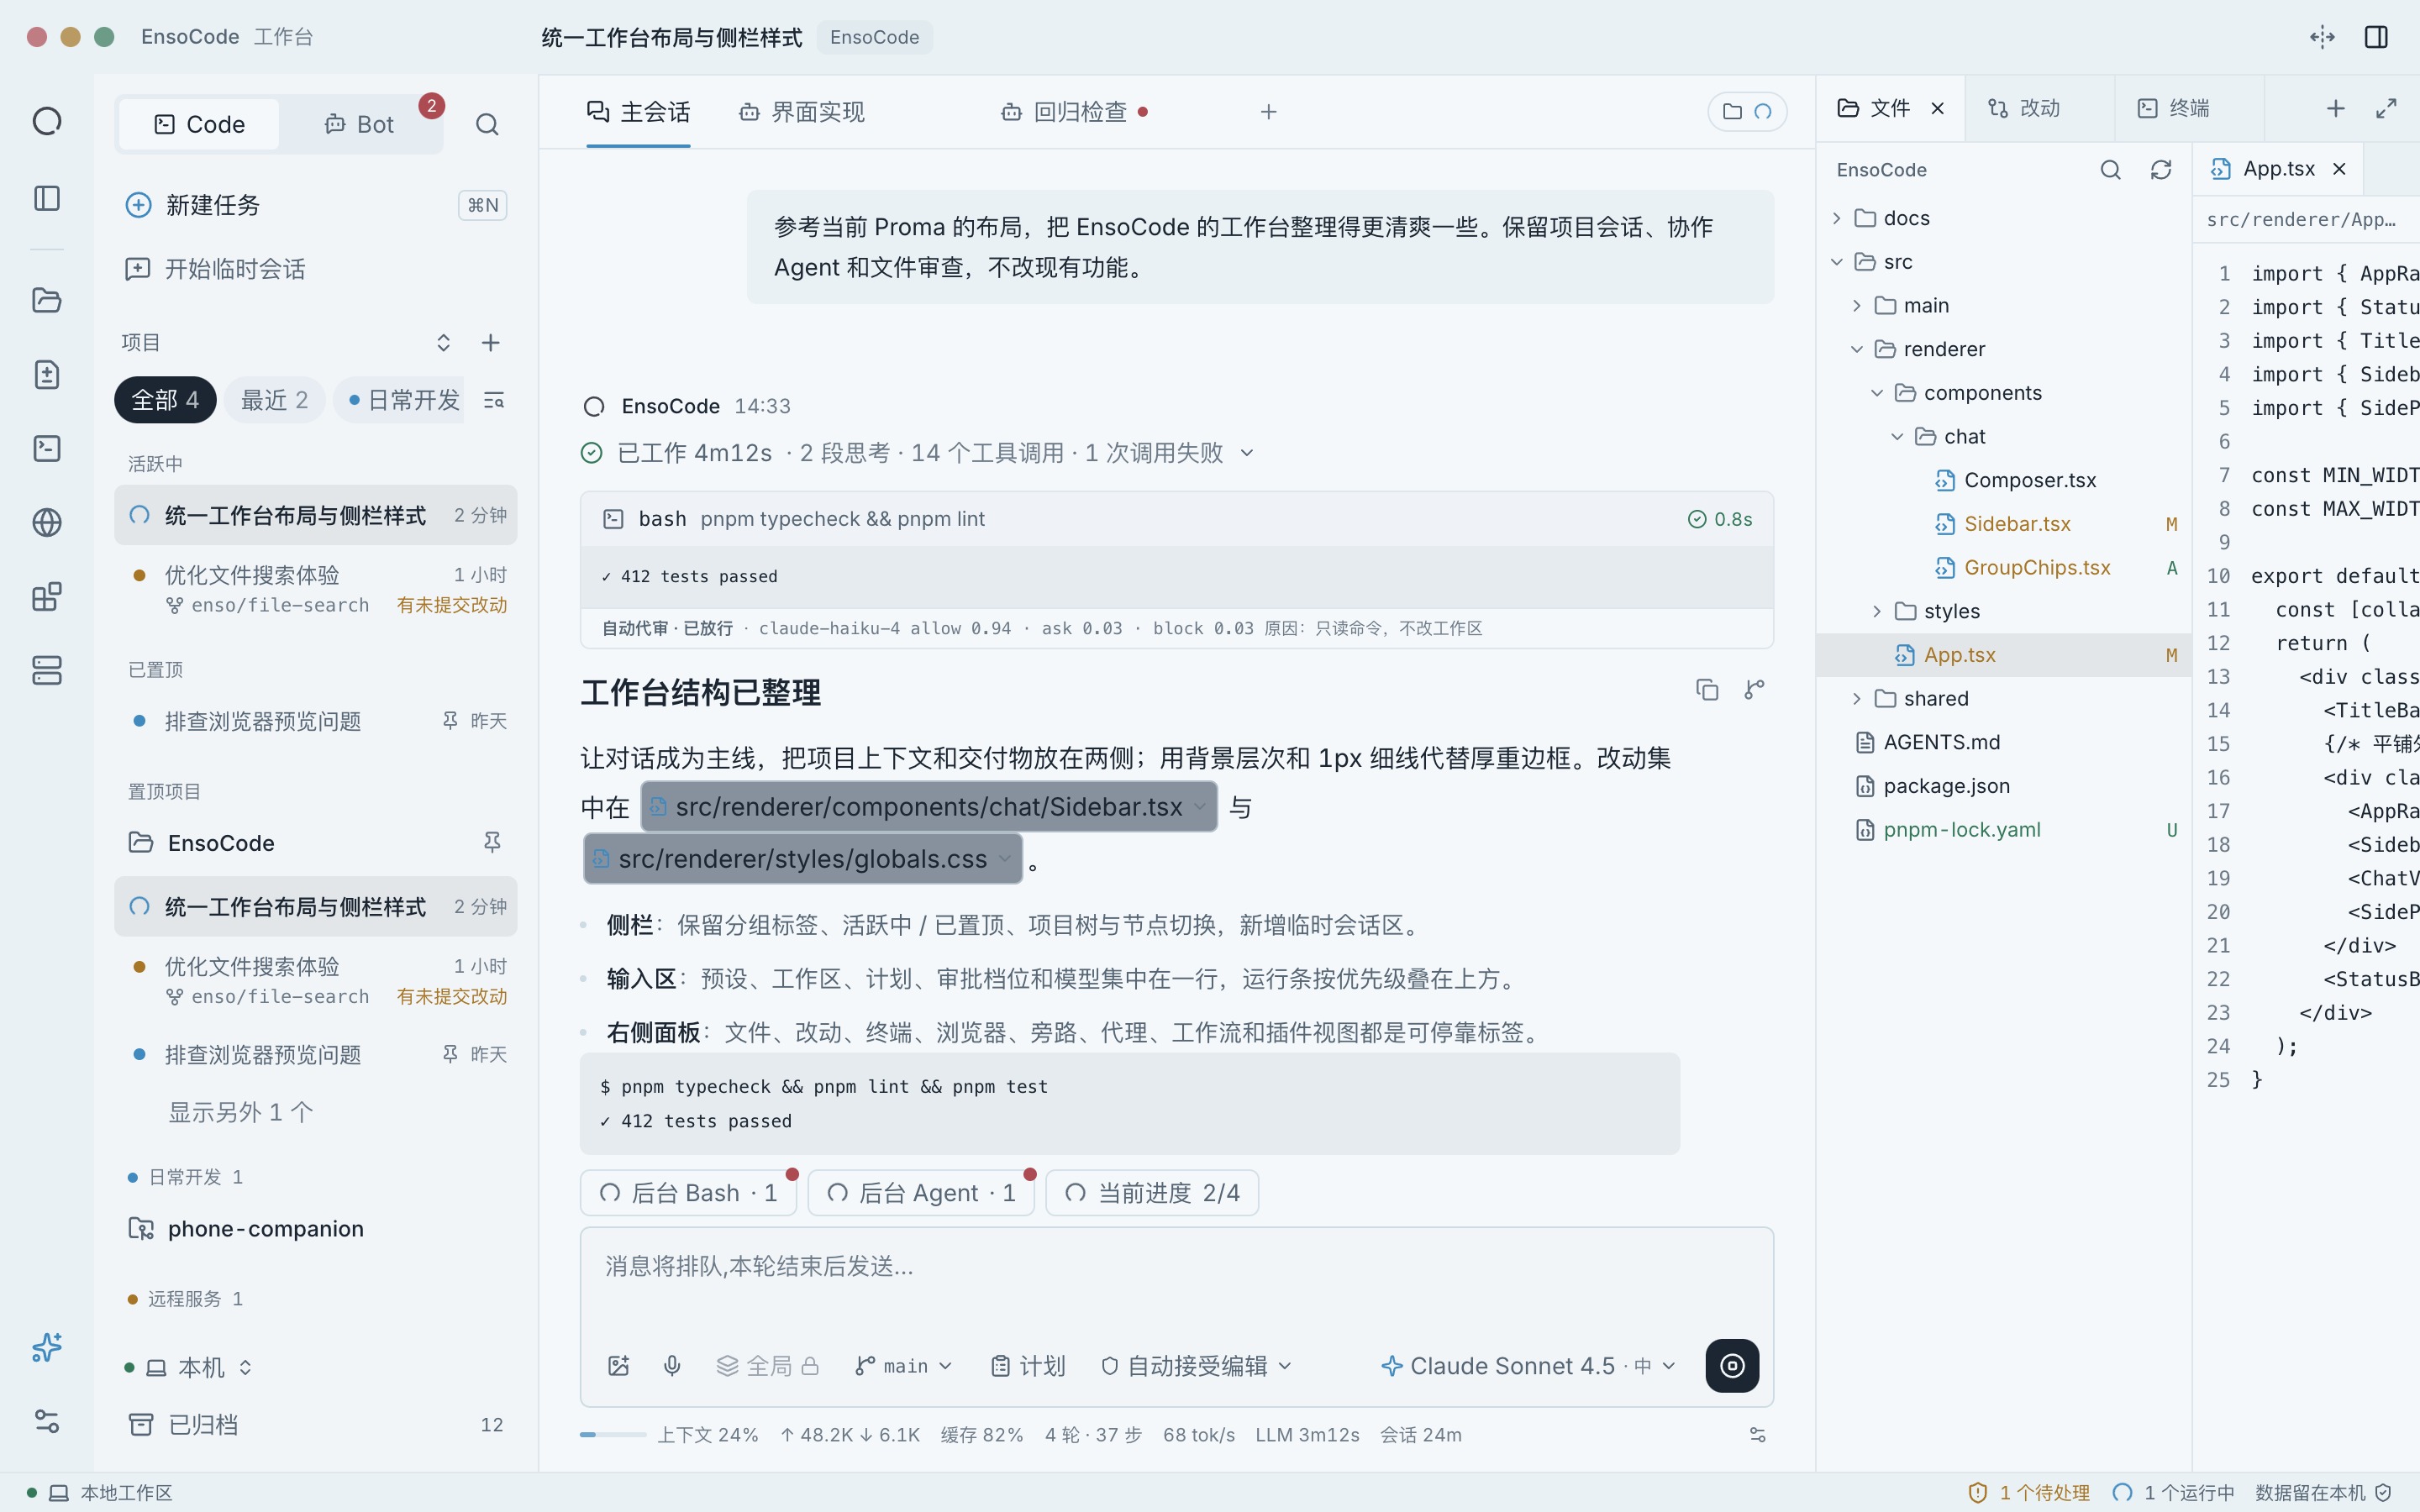 EnsoCode 工作台
统一工作台布局与侧栏样式 EnsoCode
Code
Bot 2
新建任务 ⌘N
开始临时会话
项目
全部 4 最近 2 日常开发
活跃中
统一工作台布局与侧栏样式 2 分钟
优化文件搜索体验 1 小时
enso/file-search 有未提交改动
已置顶
排查浏览器预览问题 昨天
置顶项目
EnsoCode
统一工作台布局与侧栏样式 2 分钟
优化文件搜索体验 1 小时
enso/file-search 有未提交改动
排查浏览器预览问题 昨天
显示另外 1 个
日常开发 1
phone-companion
远程服务 1
本机
已归档 12
主会话 界面实现 回归检查
参考当前 Proma 的布局，把 EnsoCode 的工作台整理得更清爽一些。保留项目会话、协作
Agent 和文件审查，不改现有功能。
EnsoCode 14:33
已工作 4m12s · 2 段思考 · 14 个工具调用 · 1 次调用失败
bash pnpm typecheck && pnpm lint 0.8s
✓ 412 tests passed
自动代审 · 已放行 · claude-haiku-4 allow 0.94 · ask 0.03 · block 0.03 原因：只读命令，不改工作区
工作台结构已整理
让对话成为主线，把项目上下文和交付物放在两侧；用背景层次和 1px 细线代替厚重边框。改动集
中在 src/renderer/components/chat/Sidebar.tsx 与
src/renderer/styles/globals.css 。
侧栏：保留分组标签、活跃中 / 已置顶、项目树与节点切换，新增临时会话区。
输入区：预设、工作区、计划、审批档位和模型集中在一行，运行条按优先级叠在上方。
右侧面板：文件、改动、终端、浏览器、旁路、代理、工作流和插件视图都是可停靠标签。
$ pnpm typecheck && pnpm lint && pnpm test
✓ 412 tests passed
后台 Bash · 1 后台 Agent · 1 当前进度 2/4
消息将排队,本轮结束后发送...
全局 main 计划 自动接受编辑 Claude Sonnet 4.5 · 中
上下文 24% ↑ 48.2K ↓ 6.1K 缓存 82% 4 轮 · 37 步 68 tok/s LLM 3m12s 会话 24m
文件 改动 终端
EnsoCode
docs
src
main
renderer
components
chat
Composer.tsx
Sidebar.tsx M
GroupChips.tsx A
styles
App.tsx M
shared
AGENTS.md
package.json
pnpm-lock.yaml U
App.tsx
src/renderer/App…
1 import { AppRa
2 import { Statu
3 import { Title
4 import { Sideb
5 import { SideP
6
7 const MIN_WIDT
8 const MAX_WIDT
9
10 export default
11 const [colla
12 return (
13 <div class
14 <TitleBa
15 {/* 平铺
16 <div cla
17 <AppRa
18 <Sideb
19 <ChatV
20 <SideP
21 </div>
22 <StatusB
23 </div>
24 );
25 }
本地工作区
1 个待处理 1 个运行中 数据留在本机